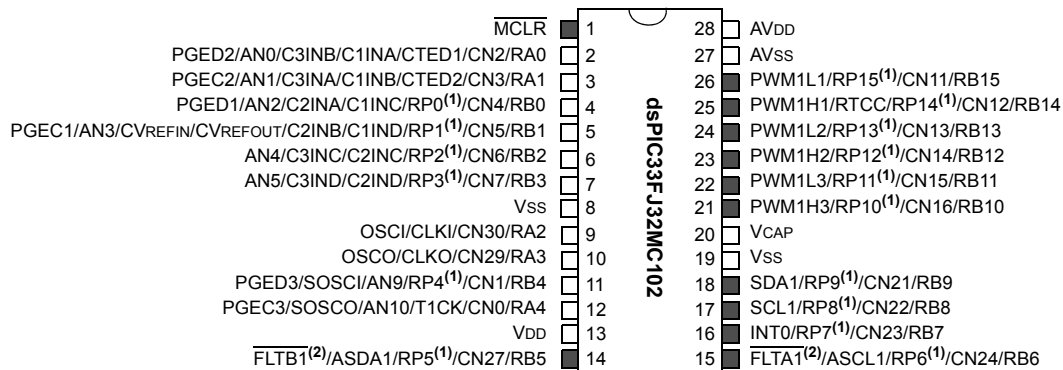 MCLR 1
PGED2/AN0/C3INB/C1INA/CTED1/CN2/RA0 2
PGEC2/AN1/C3INA/C1INB/CTED2/CN3/RA1 3
PGED1/AN2/C2INA/C1INC/RP0(1)/CN4/RB0 4
PGEC1/AN3/CVREFIN/CVREFOUT/C2INB/C1IND/RP1(1)/CN5/RB1 5
AN4/C3INC/C2INC/RP2(1)/CN6/RB2 6
AN5/C3IND/C2IND/RP3(1)/CN7/RB3 7
VSS 8
OSCI/CLKI/CN30/RA2 9
OSCO/CLKO/CN29/RA3 10
PGED3/SOSCI/AN9/RP4(1)/CN1/RB4 11
PGEC3/SOSCO/AN10/T1CK/CN0/RA4 12
VDD 13
FLTB1(2)/ASDA1/RP5(1)/CN27/RB5 14
dsPIC33FJ32MC102
28 AVDD
27 AVSS
26 PWM1L1/RP15(1)/CN11/RB15
25 PWM1H1/RTCC/RP14(1)/CN12/RB14
24 PWM1L2/RP13(1)/CN13/RB13
23 PWM1H2/RP12(1)/CN14/RB12
22 PWM1L3/RP11(1)/CN15/RB11
21 PWM1H3/RP10(1)/CN16/RB10
20 VCAP
19 VSS
18 SDA1/RP9(1)/CN21/RB9
17 SCL1/RP8(1)/CN22/RB8
16 INT0/RP7(1)/CN23/RB7
15 FLTA1(2)/ASCL1/RP6(1)/CN24/RB6